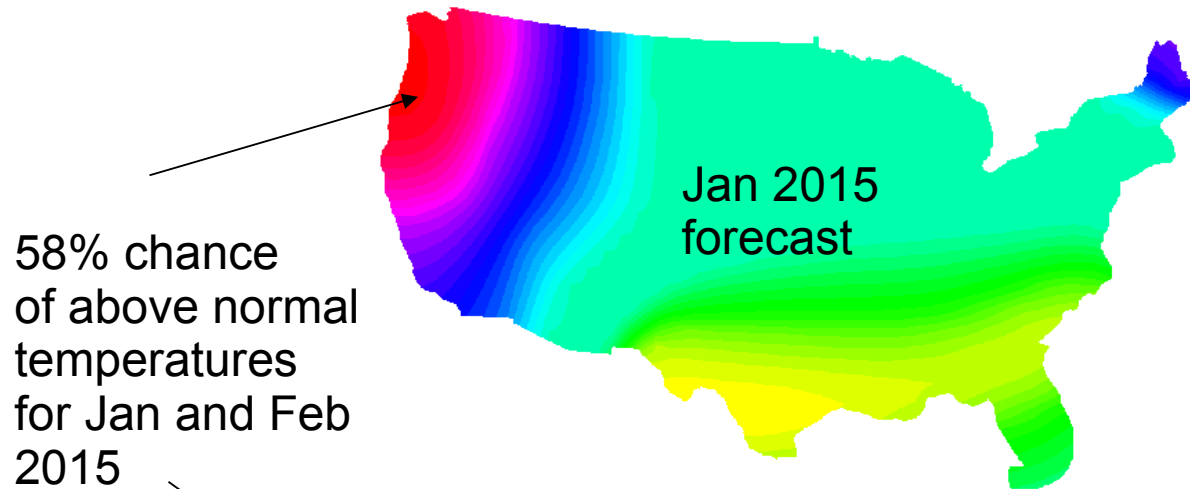 Jan 2015
forecast
58% chance
of above normal
temperatures
for Jan and Feb
2015